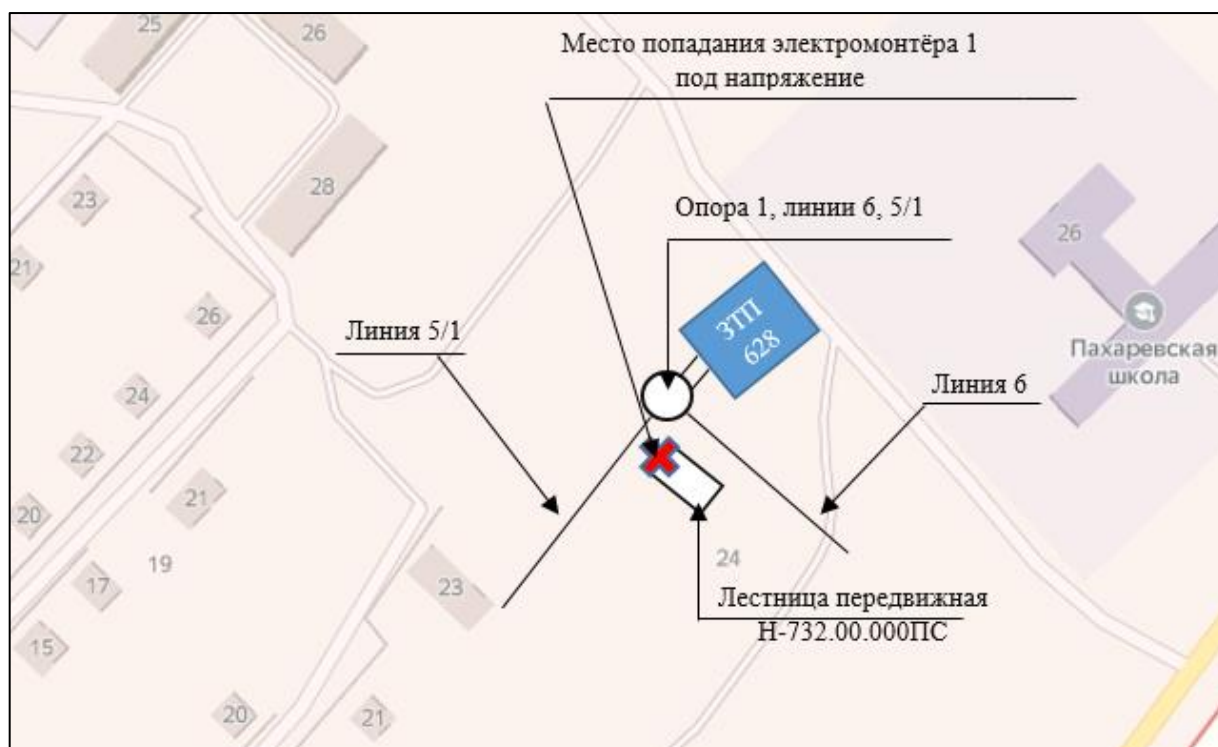 25
26
Место попадания электромонтёра 1
под напряжение
28
23
Опора 1, линии 6, 5/1
26
21
26
ЗТП
628
Линия 5/1
Пахаревская
школа
24
Линия 6
22
21
20
19
17
23
24
Лестница передвижная
Н-732.00.000ПС
15
20
21